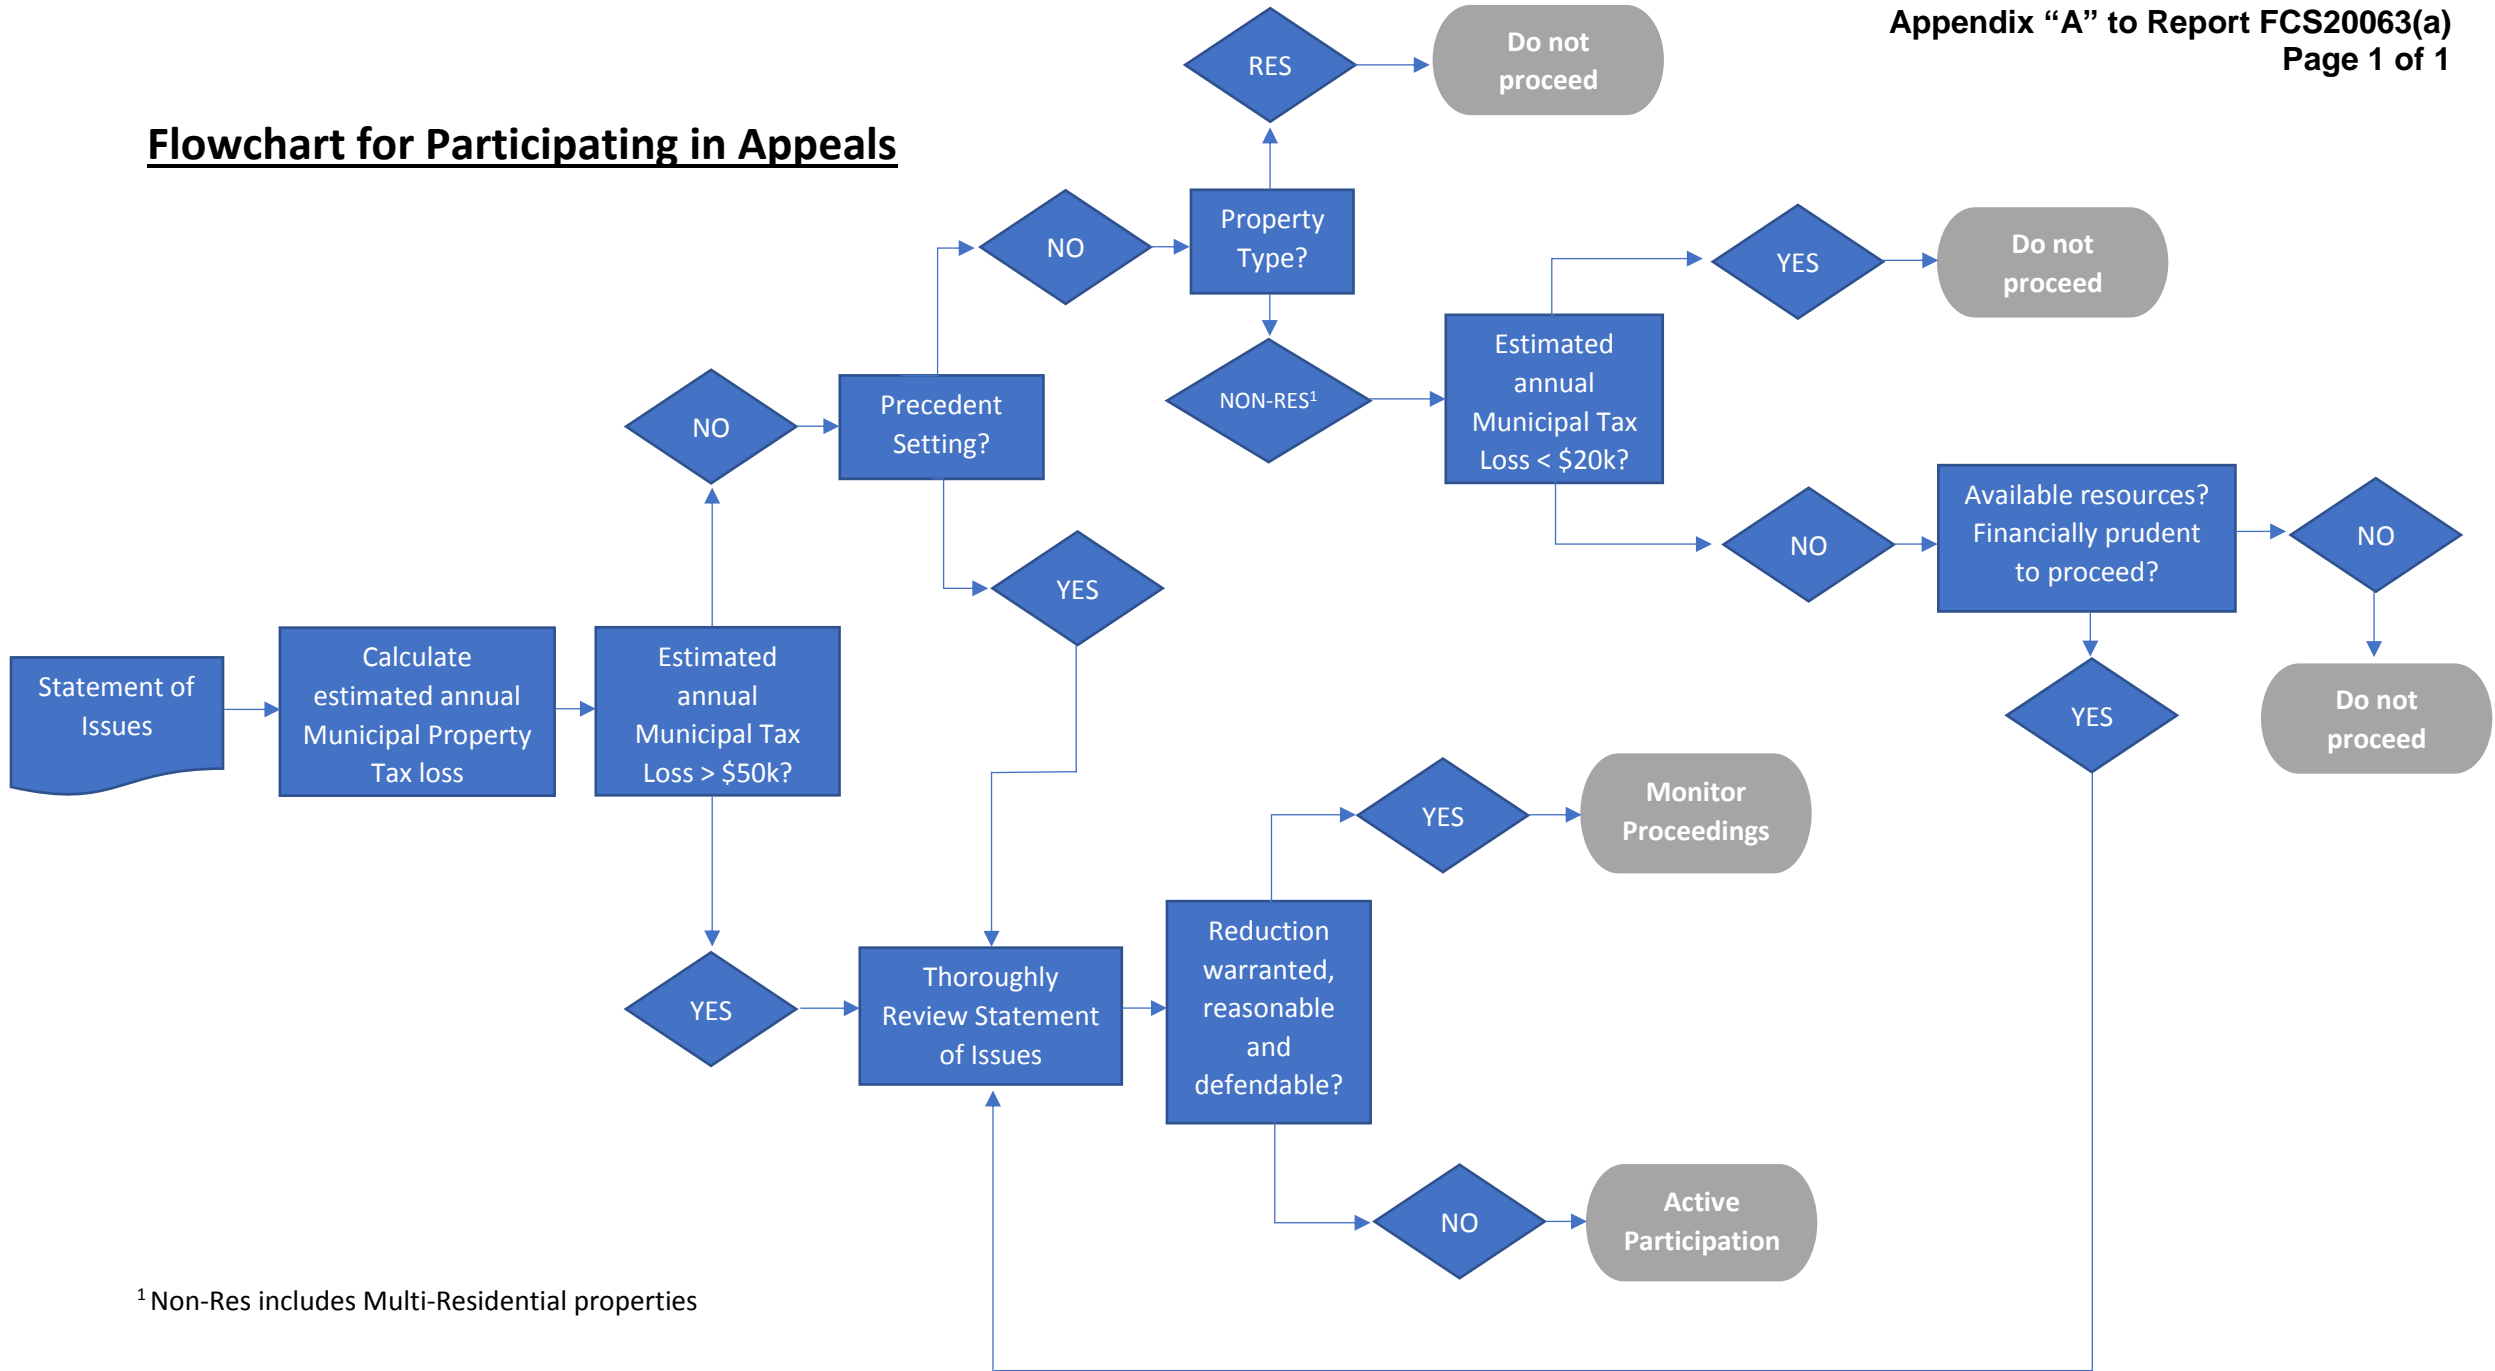 Appendix “A” to Report FCS20063(a)
Page 1 of 1
Flowchart for Participating in Appeals
RES
Do not
proceed
NO
Property
Type?
YES
Do not
proceed
NON-RES¹
Estimated
annual
Municipal Tax
Loss < $20k?
NO
Precedent
Setting?
YES
NO
Available resources?
Financially prudent
to proceed?
NO
YES
Do not
proceed
Statement of
Issues
Calculate
estimated annual
Municipal Property
Tax loss
Estimated
annual
Municipal Tax
Loss > $50k?
YES
Thoroughly
Review Statement
of Issues
Reduction
warranted,
reasonable
and
defendable?
YES
Monitor
Proceedings
NO
Active
Participation
¹ Non-Res includes Multi-Residential properties